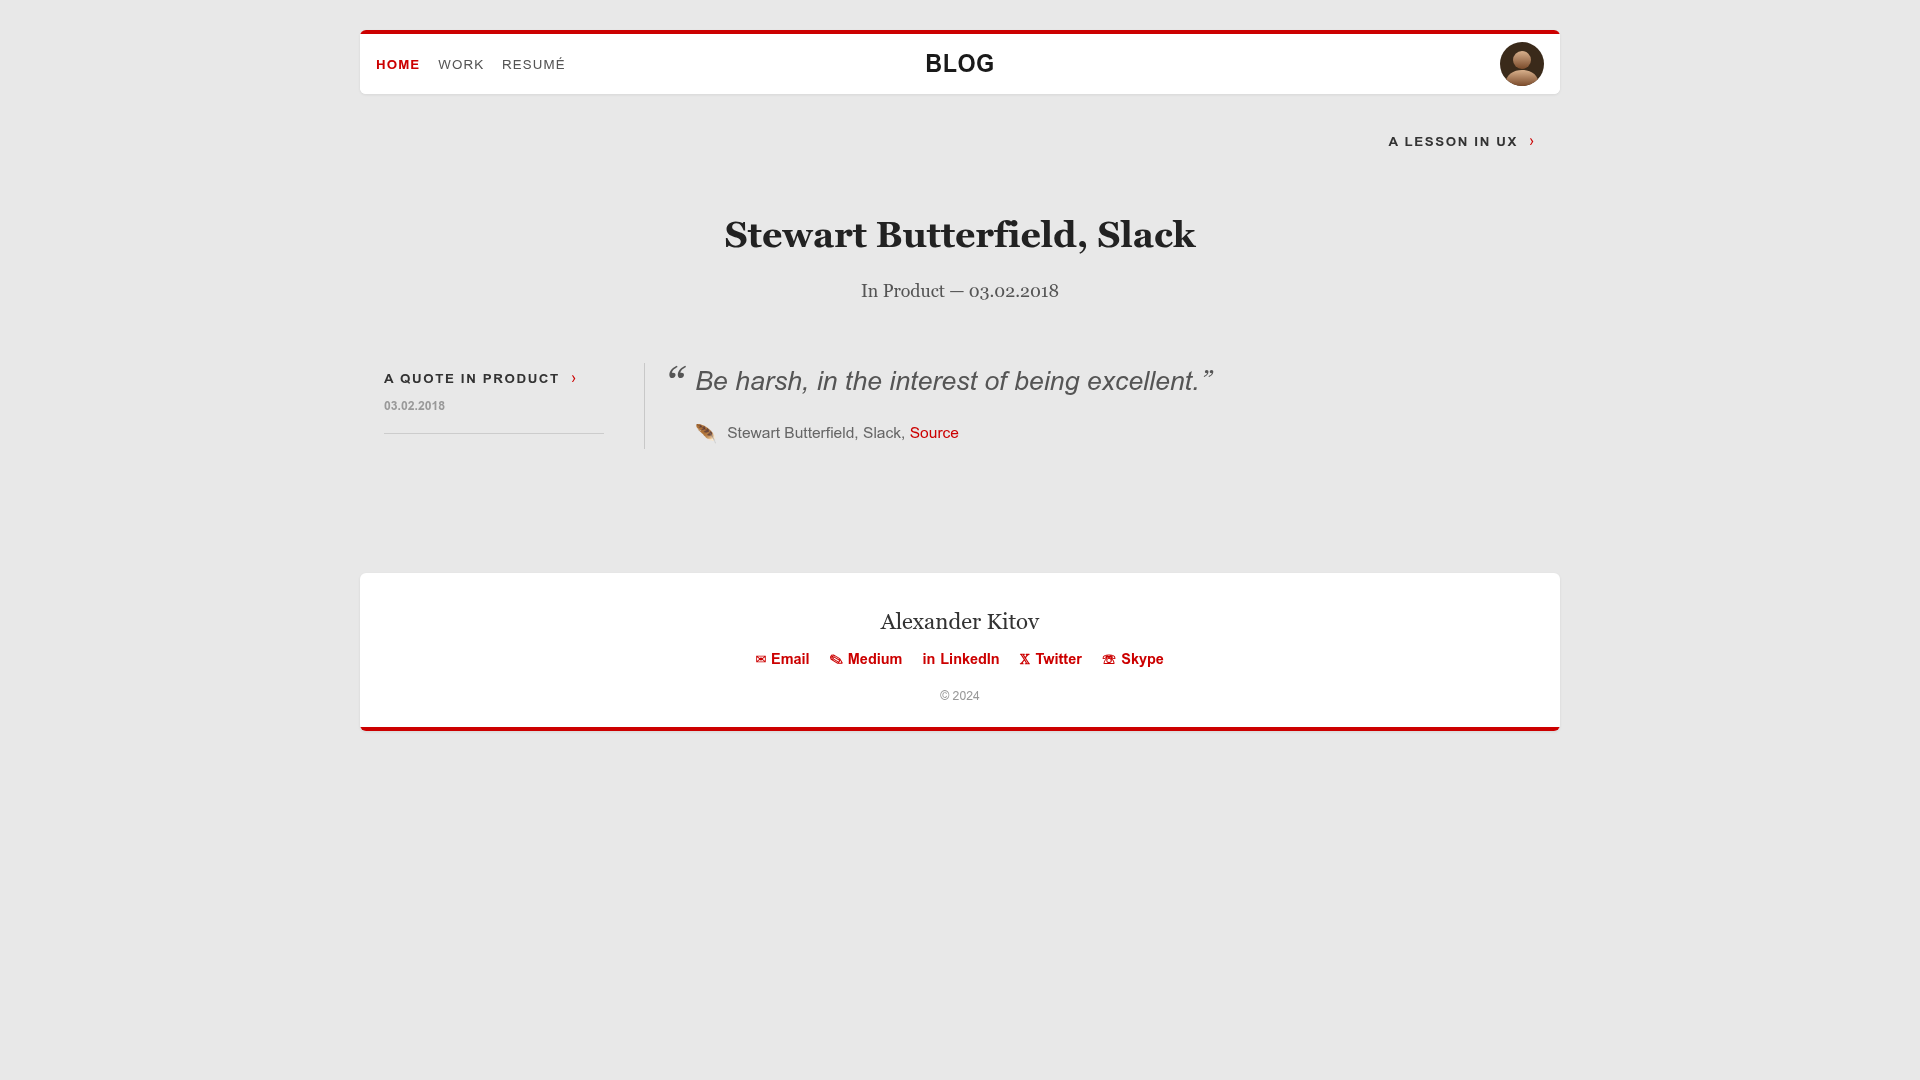 HOME WORK RESUMÉ BLOG
A LESSON IN UX ›
Stewart Butterfield, Slack
In Product — 03.02.2018
A QUOTE IN PRODUCT ›
03.02.2018
“ Be harsh, in the interest of being excellent.”
Stewart Butterfield, Slack, Source
Alexander Kitov
✉ Email ✎ Medium in LinkedIn 𝕏 Twitter ☏ Skype
© 2024